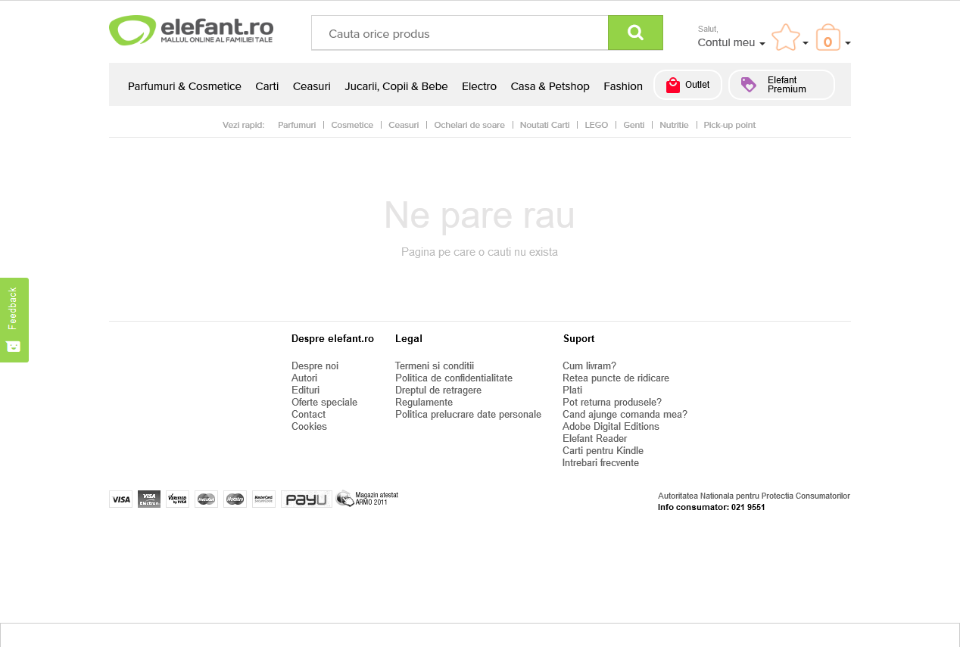 elefant.ro
MALLUL ONLINE AL FAMILIEI TALE
Cauta orice produs
Salut,
Contul meu
0
Parfumuri & Cosmetice Carti Ceasuri Jucarii, Copii & Bebe Electro Casa & Petshop Fashion Outlet Elefant Premium
Vezi rapid: Parfumuri | Cosmetice | Ceasuri | Ochelari de soare | Noutati Carti | LEGO | Genti | Nutritie | Pick-up point
Ne pare rau
Pagina pe care o cauti nu exista
Feedback
Despre elefant.ro
Despre noi
Autori
Edituri
Oferte speciale
Contact
Cookies
Legal
Termeni si conditii
Politica de confidentialitate
Dreptul de retragere
Regulamente
Politica prelucrare date personale
Suport
Cum livram?
Retea puncte de ridicare
Plati
Pot returna produsele?
Cand ajunge comanda mea?
Adobe Digital Editions
Elefant Reader
Carti pentru Kindle
Intrebari frecvente
VISA
VISA Electron
PAYU
Magazin atestat
ARMO 2011
Autoritatea Nationala pentru Protectia Consumatorilor
Info consumator: 021 9551